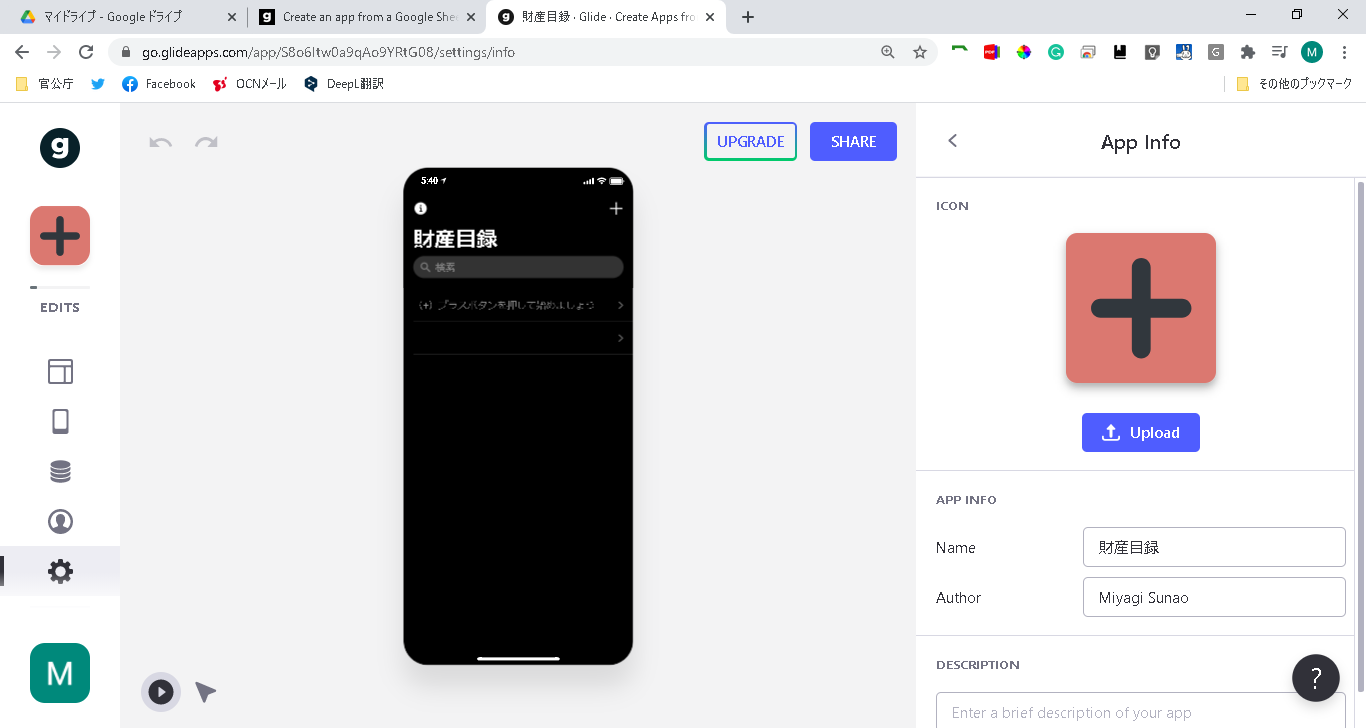 マイドライブ - Google ドライブ
Create an app from a Google She
財産目録 · Glide · Create Apps fro
go.glideapps.com/app/S8o6Itw0a9qAo9YRtG08/settings/info
官公庁
Facebook
OCNメール
DeepL翻訳
その他のブックマーク
UPGRADE
SHARE
App Info
5:40
財産目録
検索
(+) プラスボタンを押して始めましょう
EDITS
ICON
Upload
APP INFO
Name
財産目録
Author
Miyagi Sunao
DESCRIPTION
Enter a brief description of your app
M
?